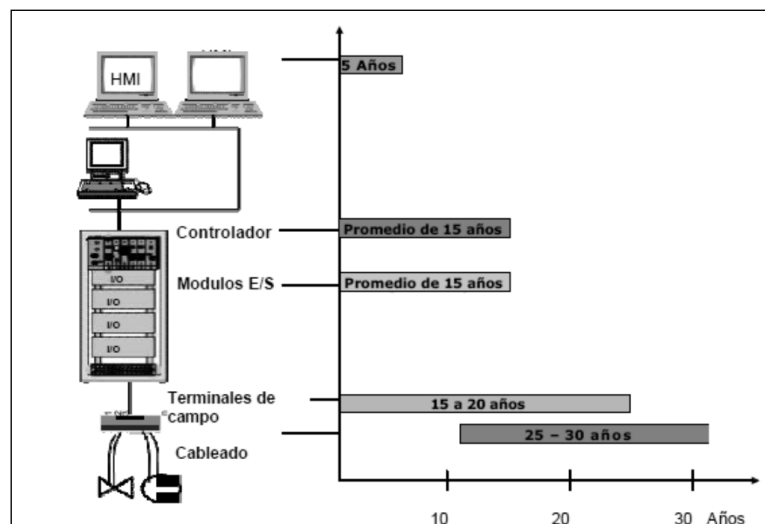 HMI
5 Años
Controlador
Promedio de 15 años
I/O
Modulos E/S
Promedio de 15 años
I/O
I/O
I/O
Terminales de
campo
15 a 20 años
25 – 30 años
Cableado
10
20
30
Años